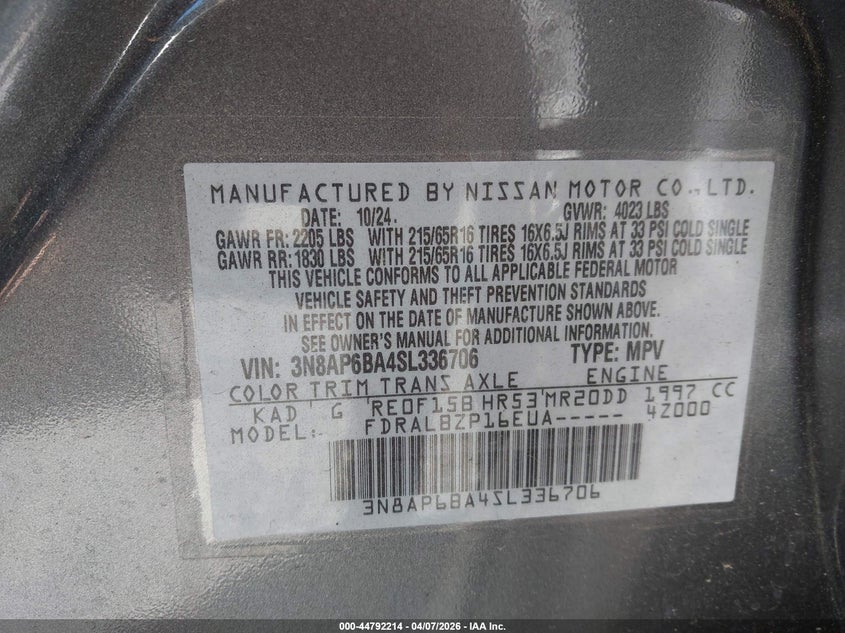 MANUFACTURED BY NISSAN MOTOR CO., LTD.
DATE: 10/24. GVWR: 4023 LBS
GAWR FR: 2205 LBS WITH 215/65R16 TIRES 16X6.5J RIMS AT 33 PSI COLD SINGLE
GAWR RR: 1830 LBS WITH 215/65R16 TIRES 16X6.5J RIMS AT 33 PSI COLD SINGLE
THIS VEHICLE CONFORMS TO ALL APPLICABLE FEDERAL MOTOR
VEHICLE SAFETY AND THEFT PREVENTION STANDARDS
IN EFFECT ON THE DATE OF MANUFACTURE SHOWN ABOVE.
SEE OWNER'S MANUAL FOR ADDITIONAL INFORMATION.
VIN: 3N8AP6BA4SL336706 TYPE: MPV
COLOR TRIM TRANS AXLE ENGINE
KAD G RE0F15B HR53 MR20DD 1997 CC
MODEL: FDRALBZP16EUA----- 4Z000
3N8AP6BA4SL336706
000-44792214 - 04/07/2026 - IAA Inc.